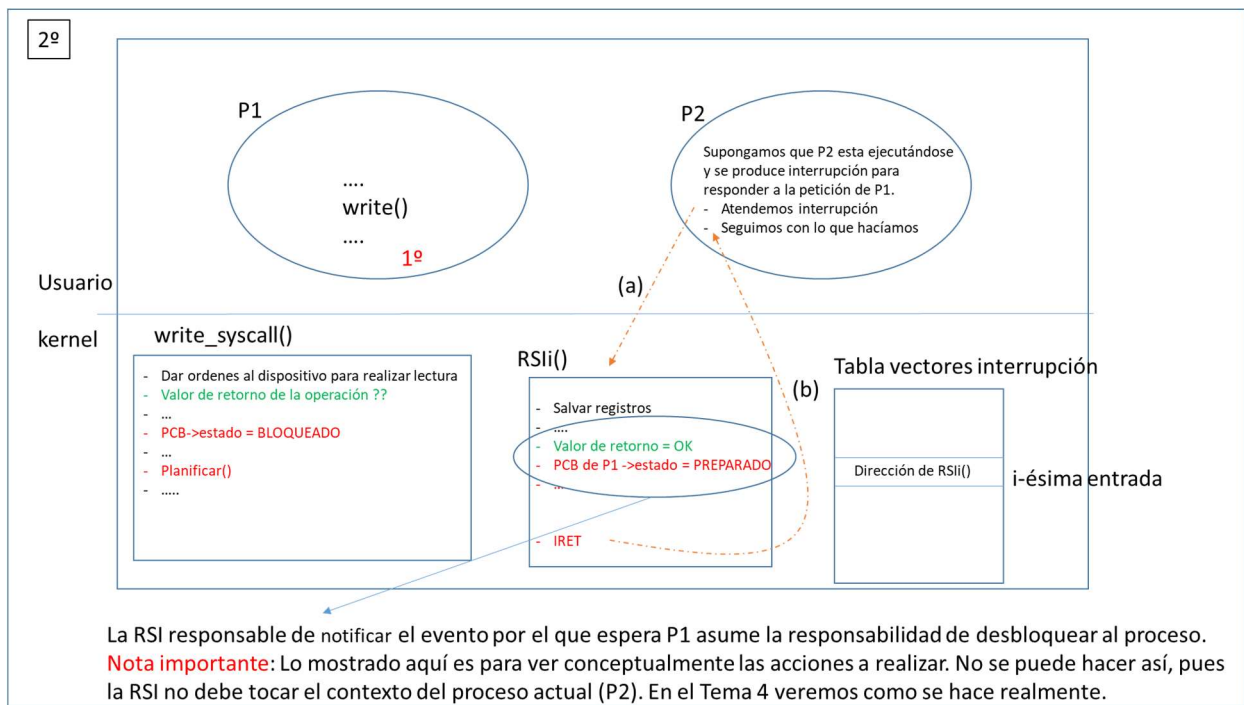 2º
P1
....
write()
....
1º
P2
Supongamos que P2 esta ejecutándose
y se produce interrupción para
responder a la petición de P1.
- Atendemos interrupción
- Seguimos con lo que hacíamos
Usuario
(a)
kernel
write_syscall()
- Dar ordenes al dispositivo para realizar lectura
- Valor de retorno de la operación ??
- ...
- PCB->estado = BLOQUEADO
- ...
- Planificar()
- .....
RSIi()
- Salvar registros
- ....
- Valor de retorno = OK
- PCB de P1 ->estado = PREPARADO
- ...
- IRET
(b)
Tabla vectores interrupción
Dirección de RSIi()
i-ésima entrada
La RSI responsable de notificar el evento por el que espera P1 asume la responsabilidad de desbloquear al proceso.
Nota importante: Lo mostrado aquí es para ver conceptualmente las acciones a realizar. No se puede hacer así, pues
la RSI no debe tocar el contexto del proceso actual (P2). En el Tema 4 veremos como se hace realmente.